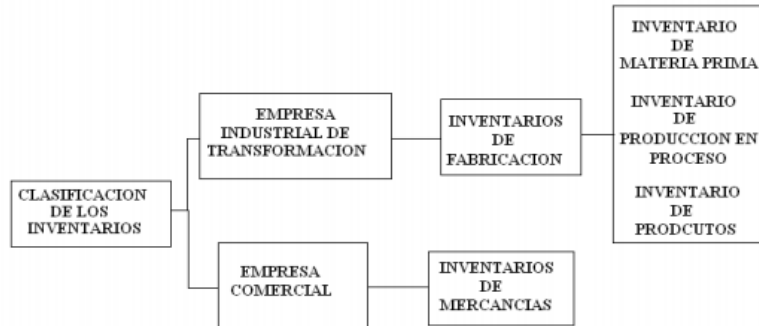 CLASIFICACION
DE LOS
INVENTARIOS
EMPRESA
INDUSTRIAL DE
TRANSFORMACION
INVENTARIOS
DE
FABRICACION
INVENTARIO
DE
MATERIA PRIMA
INVENTARIO
DE
PRODUCCION EN
PROCESO
INVENTARIO
DE
PRODCUTOS
EMPRESA
COMERCIAL
INVENTARIOS
DE
MERCANCIAS